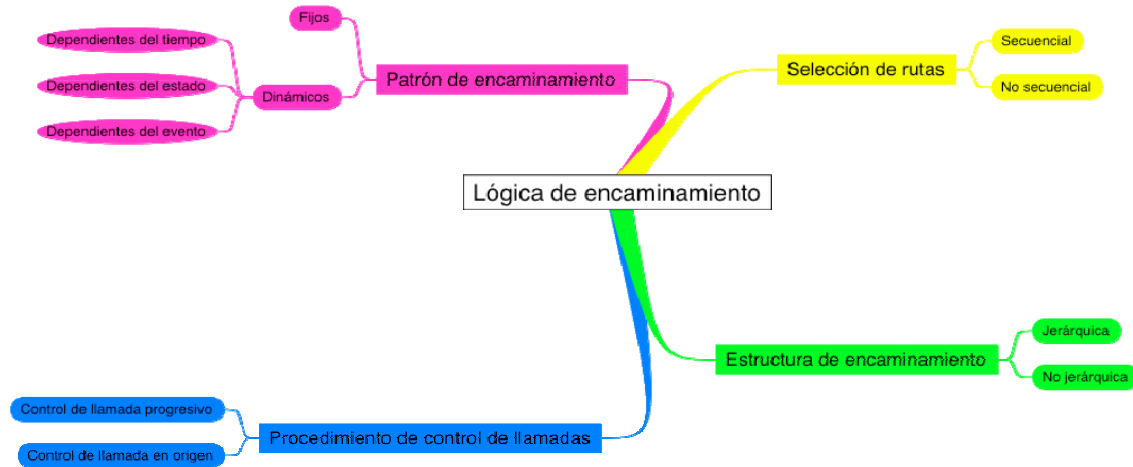 Fijos
Dependientes del tiempo
Dependientes del estado
Dinámicos
Dependientes del evento
Patrón de encaminamiento
Selección de rutas
Secuencial
No secuencial
Lógica de encaminamiento
Estructura de encaminamiento
Jerárquica
No jerárquica
Control de llamada progresivo
Procedimiento de control de llamadas
Control de llamada en origen